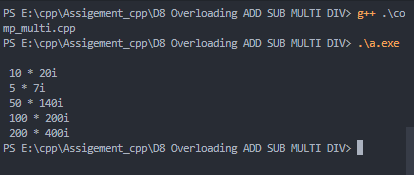 PS E:\cpp\Assigement_cpp\D8 Overloading ADD SUB MULTI DIV> g++ .\co
mp_multi.cpp
PS E:\cpp\Assigement_cpp\D8 Overloading ADD SUB MULTI DIV> .\a.exe
10 * 20i
5 * 7i
50 * 140i
100 * 200i
200 * 400i
PS E:\cpp\Assigement_cpp\D8 Overloading ADD SUB MULTI DIV>